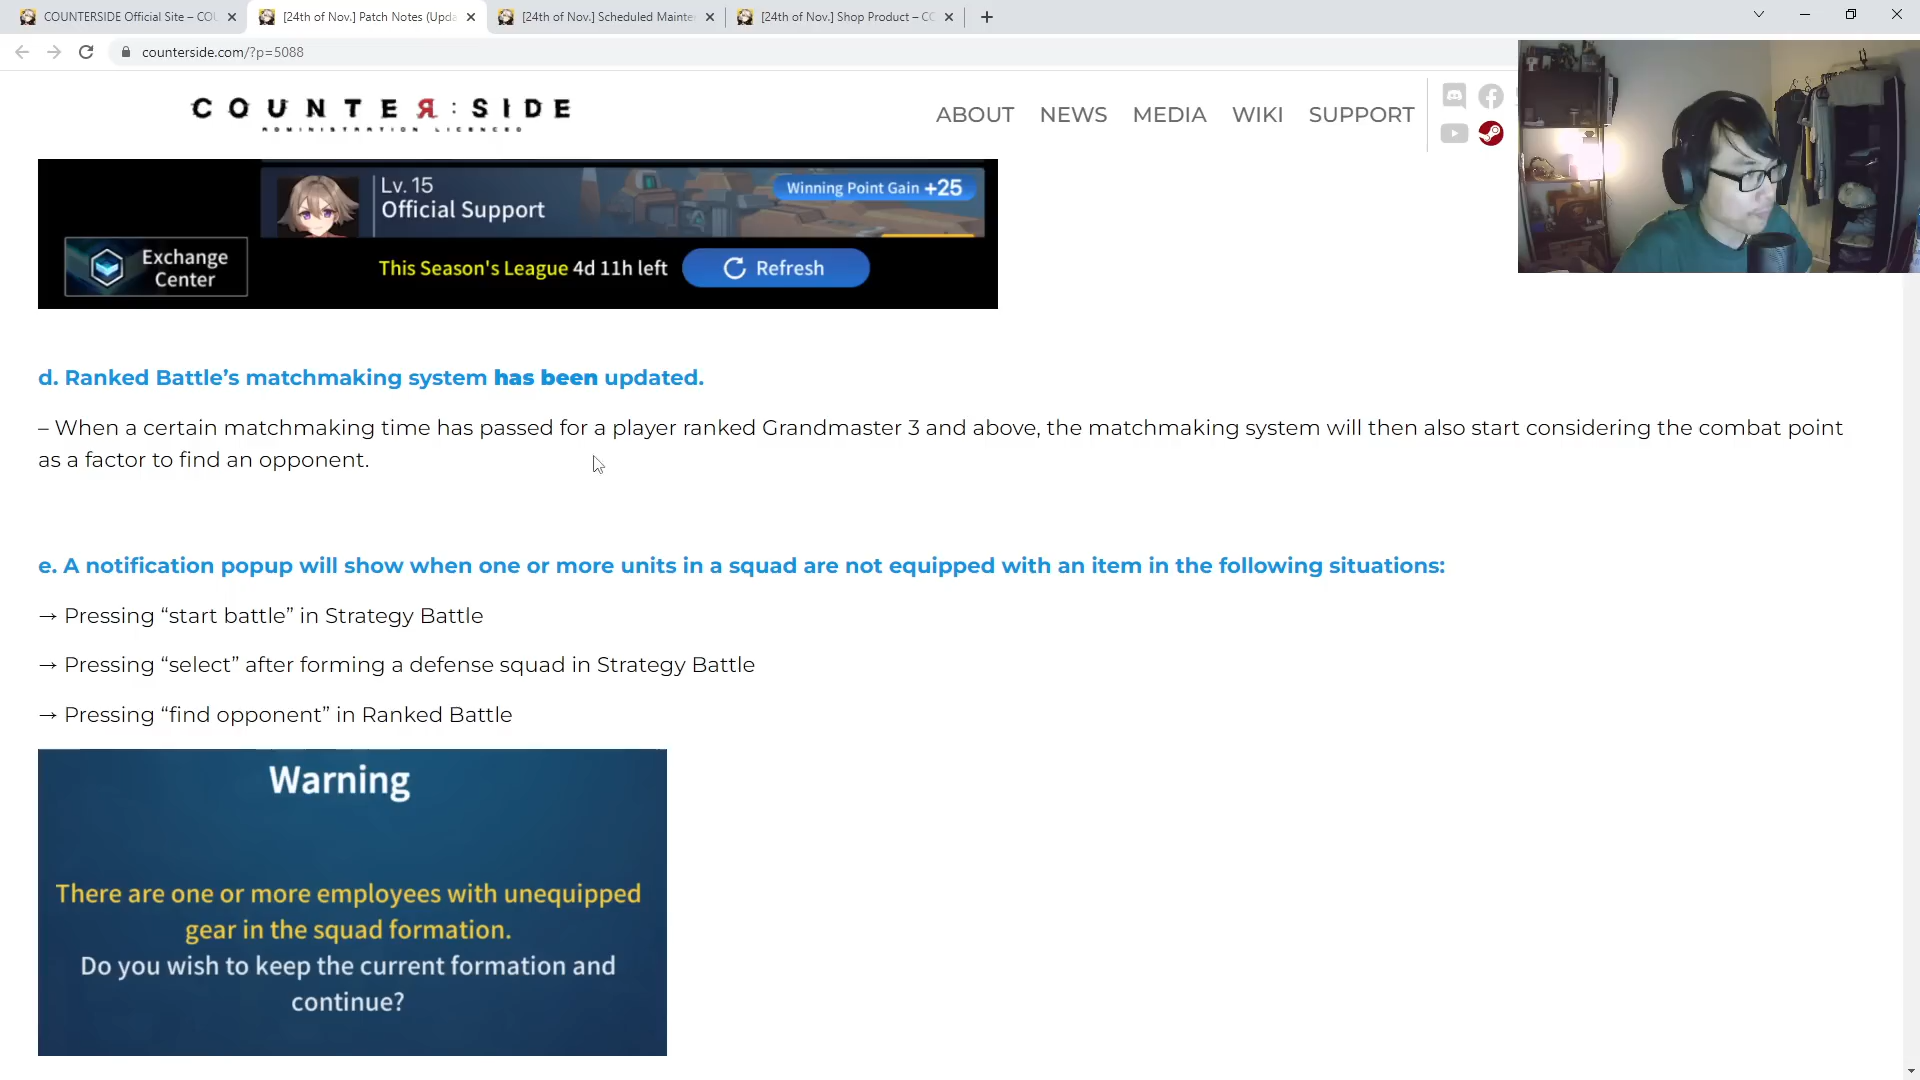 COUNTERSIDE Official Site – COU
[24th of Nov.] Patch Notes (Upda
[24th of Nov.] Scheduled Mainte
[24th of Nov.] Shop Product – CO
counterside.com/?p=5088
COUNTER:SIDE
ADMINISTRATION LICENCED
ABOUT NEWS MEDIA WIKI SUPPORT
Lv. 15
Official Support
Winning Point Gain +25
Exchange
Center
This Season's League 4d 11h left
Refresh
d. Ranked Battle’s matchmaking system has been updated.
– When a certain matchmaking time has passed for a player ranked Grandmaster 3 and above, the matchmaking system will then also start considering the combat point
as a factor to find an opponent.
e. A notification popup will show when one or more units in a squad are not equipped with an item in the following situations:
→ Pressing “start battle” in Strategy Battle
→ Pressing “select” after forming a defense squad in Strategy Battle
→ Pressing “find opponent” in Ranked Battle
Warning
There are one or more employees with unequipped
gear in the squad formation.
Do you wish to keep the current formation and
continue?